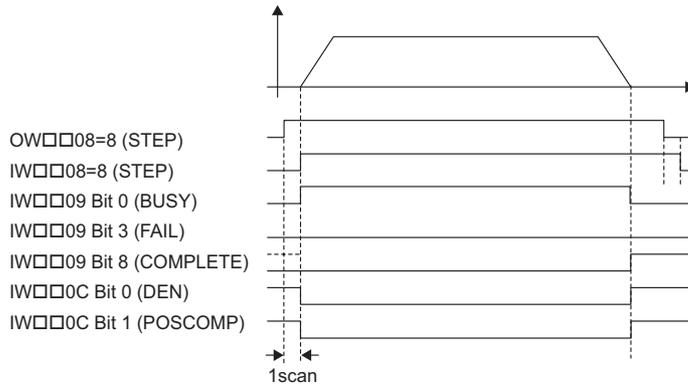 OW□□08=8 (STEP)
IW□□08=8 (STEP)
IW□□09 Bit 0 (BUSY)
IW□□09 Bit 3 (FAIL)
IW□□09 Bit 8 (COMPLETE)
IW□□0C Bit 0 (DEN)
IW□□0C Bit 1 (POSCOMP)
1scan